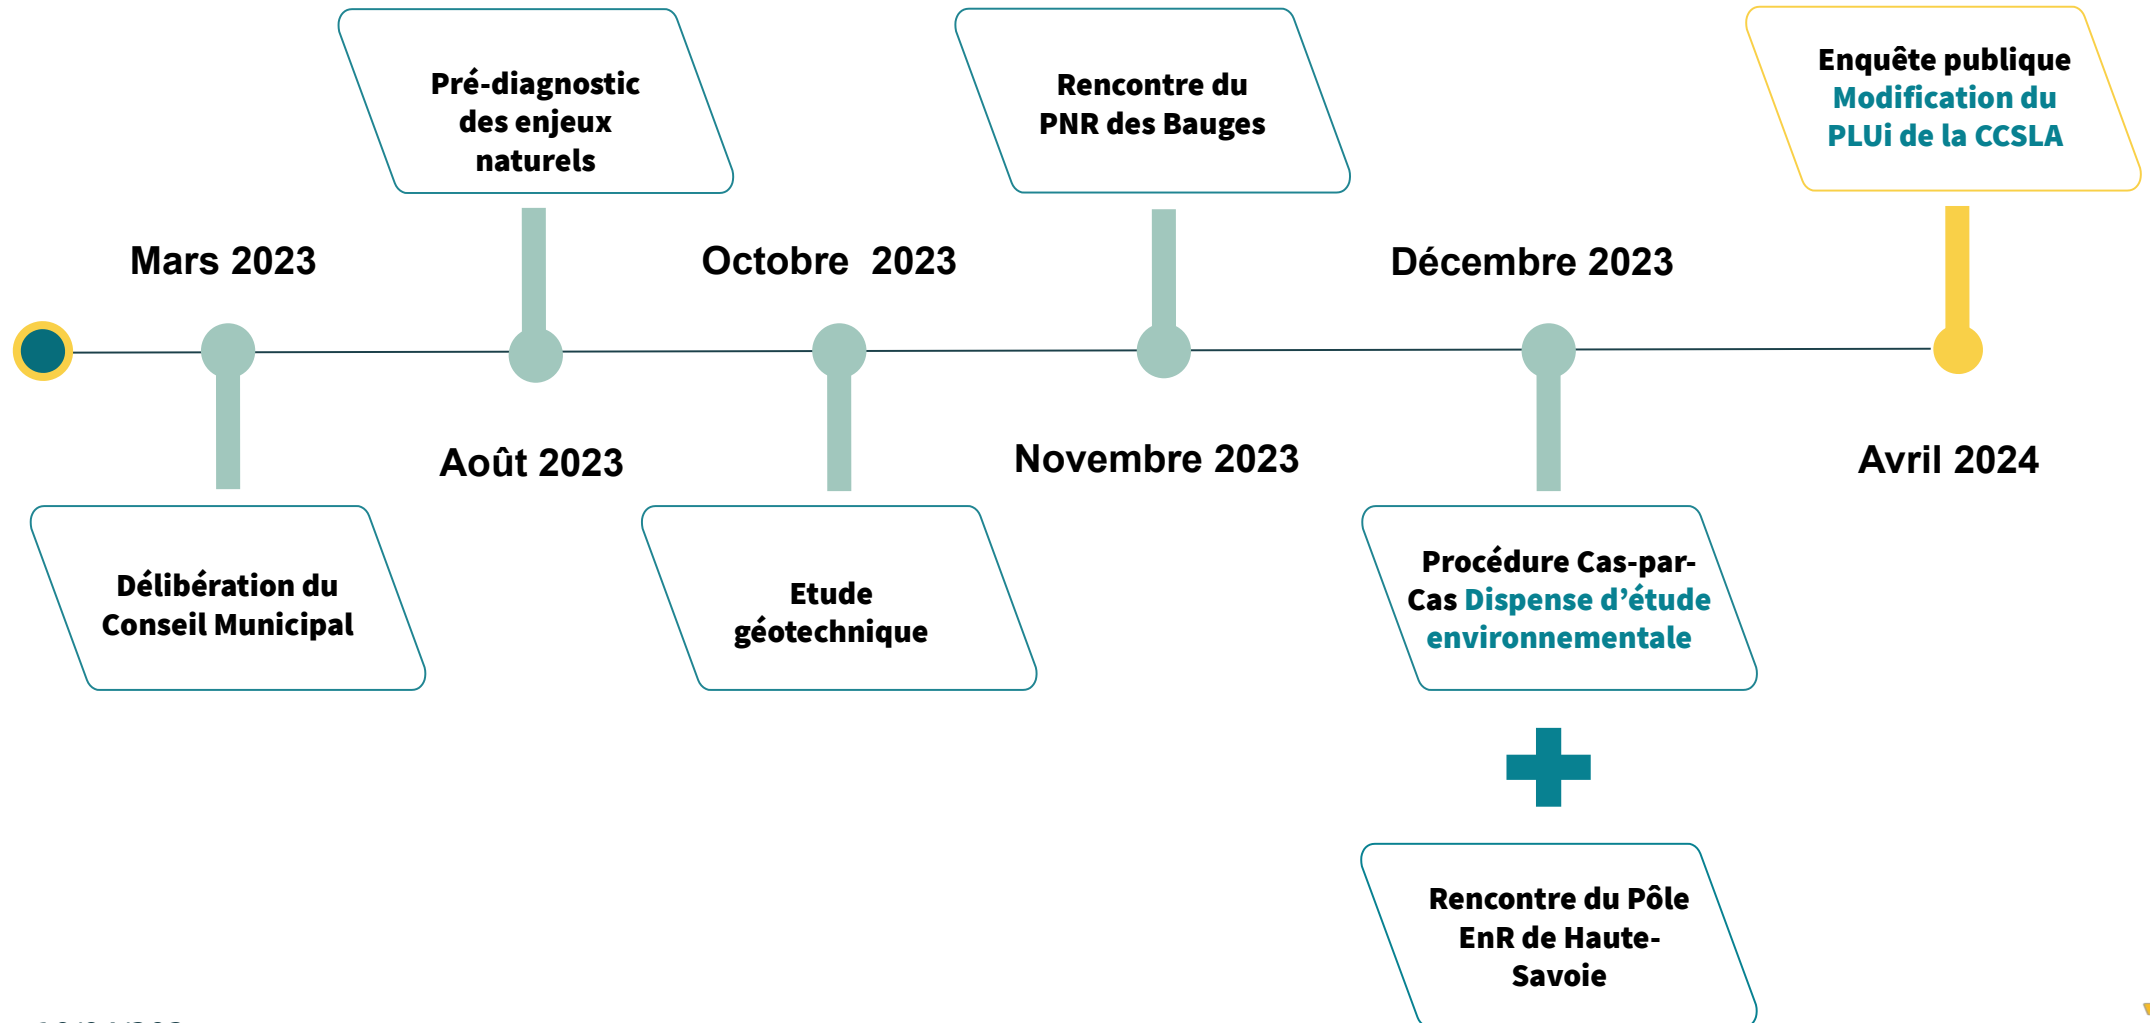 Pré-diagnostic
des enjeux
naturels
Rencontre du
PNR des Bauges
Enquête publique
Modification du
PLUi de la CCSLA
Mars 2023
Octobre  2023
Décembre 2023
Août 2023
Novembre 2023
Avril 2024
Délibération du
Conseil Municipal
Etude
géotechnique
Procédure Cas-par-
Cas Dispense d’étude
environnementale
Rencontre du Pôle
EnR de Haute-
Savoie